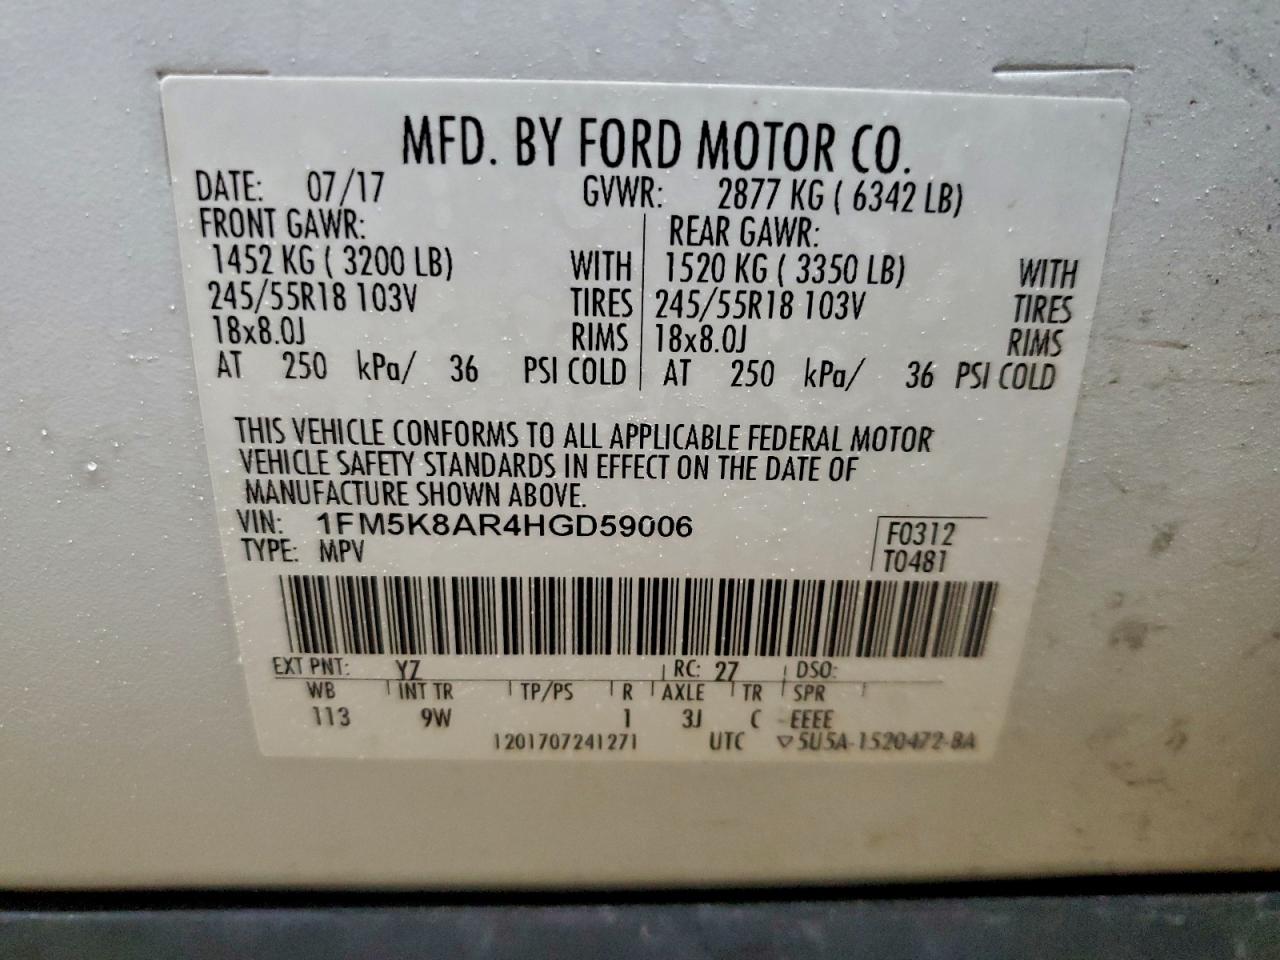 MFD. BY FORD MOTOR CO.
DATE: 07/17 GVWR: 2877 KG ( 6342 LB)
FRONT GAWR: REAR GAWR:
1452 KG ( 3200 LB) WITH 1520 KG ( 3350 LB) WITH
245/55R18 103V TIRES 245/55R18 103V TIRES
18x8.0J RIMS 18x8.0J RIMS
AT 250 kPa/ 36 PSI COLD AT 250 kPa/ 36 PSI COLD
THIS VEHICLE CONFORMS TO ALL APPLICABLE FEDERAL MOTOR
VEHICLE SAFETY STANDARDS IN EFFECT ON THE DATE OF
MANUFACTURE SHOWN ABOVE.
VIN: 1FM5K8AR4HGD59006 F0312
TYPE: MPV T0481
EXT PNT: YZ RC: 27 DSO:
WB INT TR TP/PS R AXLE TR SPR
113 9W 1 3J C EEEE
1201707241271 UTC ▽5U5A-1520472-BA